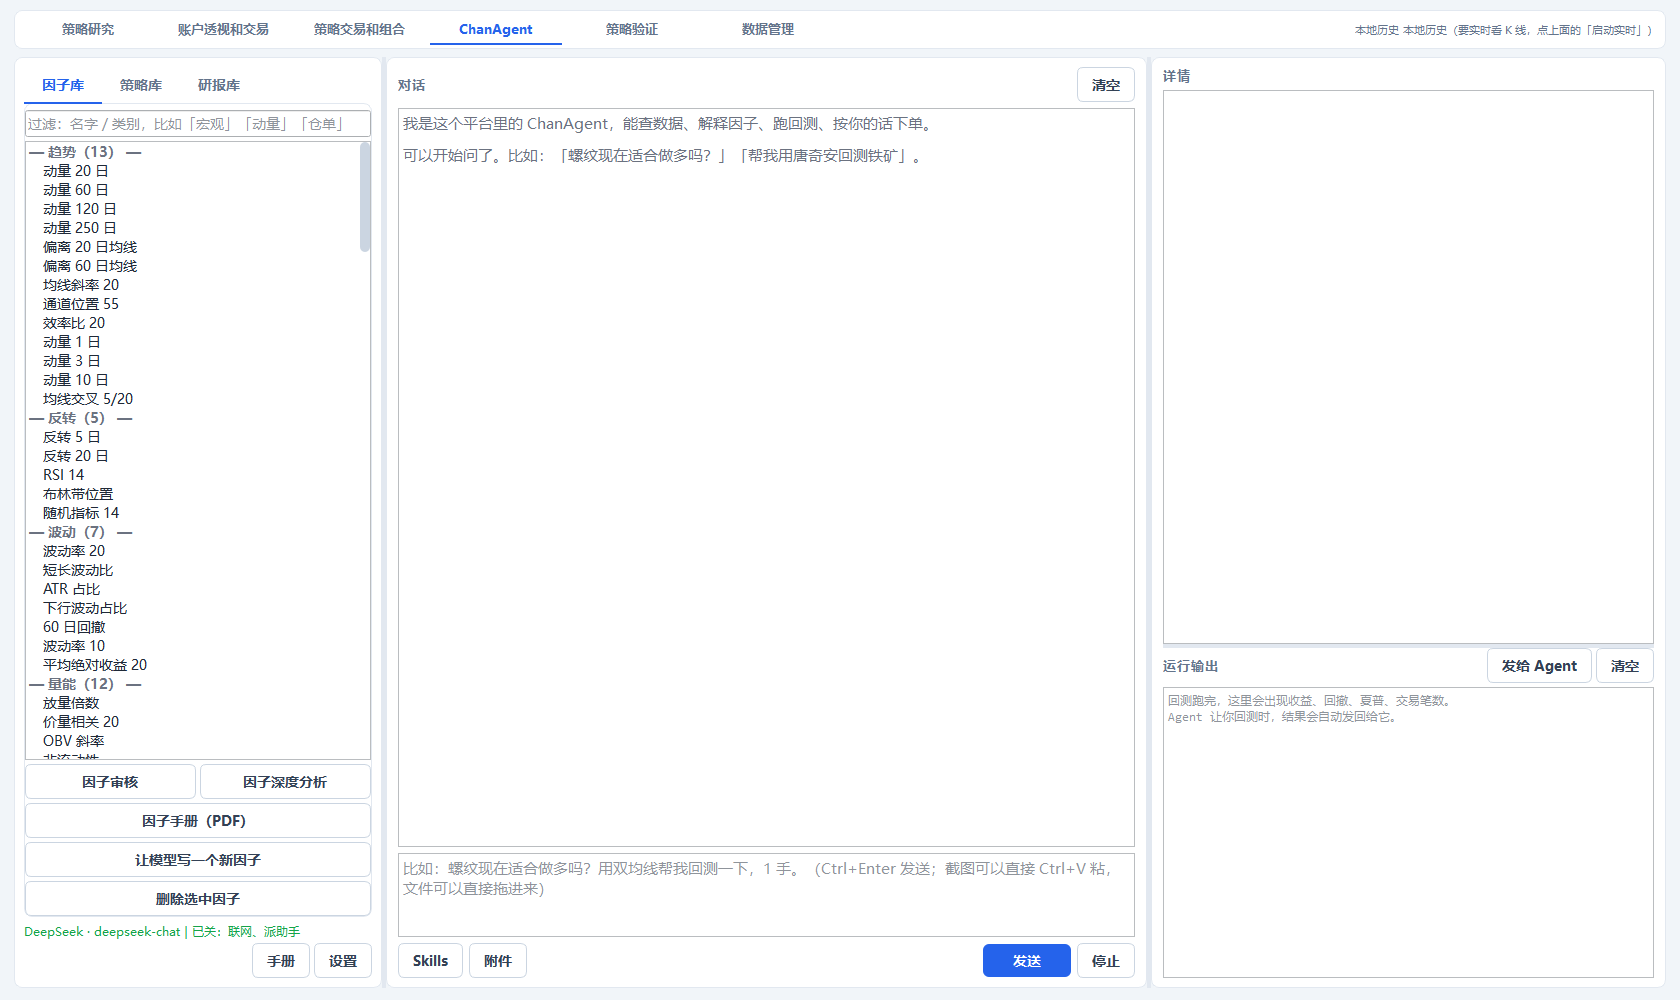 策略研究
账户透视和交易
策略交易和组合
ChanAgent
策略验证
数据管理
本地历史 本地历史（要实时看 K 线，点上面的「启动实时」）
因子库
策略库
研报库
过滤：名字 / 类别，比如「宏观」「动量」「仓单」
— 趋势（13） —
动量 20 日
动量 60 日
动量 120 日
动量 250 日
偏离 20 日均线
偏离 60 日均线
均线斜率 20
通道位置 55
效率比 20
动量 1 日
动量 3 日
动量 10 日
均线交叉 5/20
— 反转（5） —
反转 5 日
反转 20 日
RSI 14
布林带位置
随机指标 14
— 波动（7） —
波动率 20
短长波动比
ATR 占比
下行波动占比
60 日回撤
波动率 10
平均绝对收益 20
— 量能（12） —
放量倍数
价量相关 20
OBV 斜率
因子审核
因子深度分析
因子手册（PDF）
让模型写一个新因子
删除选中因子
DeepSeek · deepseek-chat | 已关：联网、派助手
手册
设置
对话
清空
我是这个平台里的 ChanAgent，能查数据、解释因子、跑回测、按你的话下单。
可以开始问了。比如：「螺纹现在适合做多吗？」「帮我用唐奇安回测铁矿」。
比如：螺纹现在适合做多吗？用双均线帮我回测一下，1 手。（Ctrl+Enter 发送；截图可以直接 Ctrl+V 粘，
文件可以直接拖进来）
Skills
附件
发送
停止
详情
运行输出
发给 Agent
清空
回测跑完，这里会出现收益、回撤、夏普、交易笔数。
Agent 让你回测时，结果会自动发回给它。